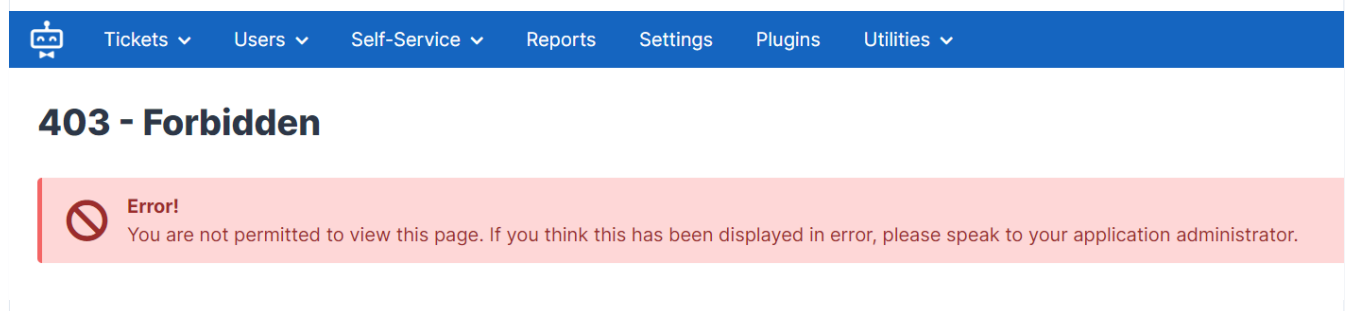 Tickets Users Self-Service Reports Settings Plugins Utilities
403 - Forbidden
Error!
You are not permitted to view this page. If you think this has been displayed in error, please speak to your application administrator.